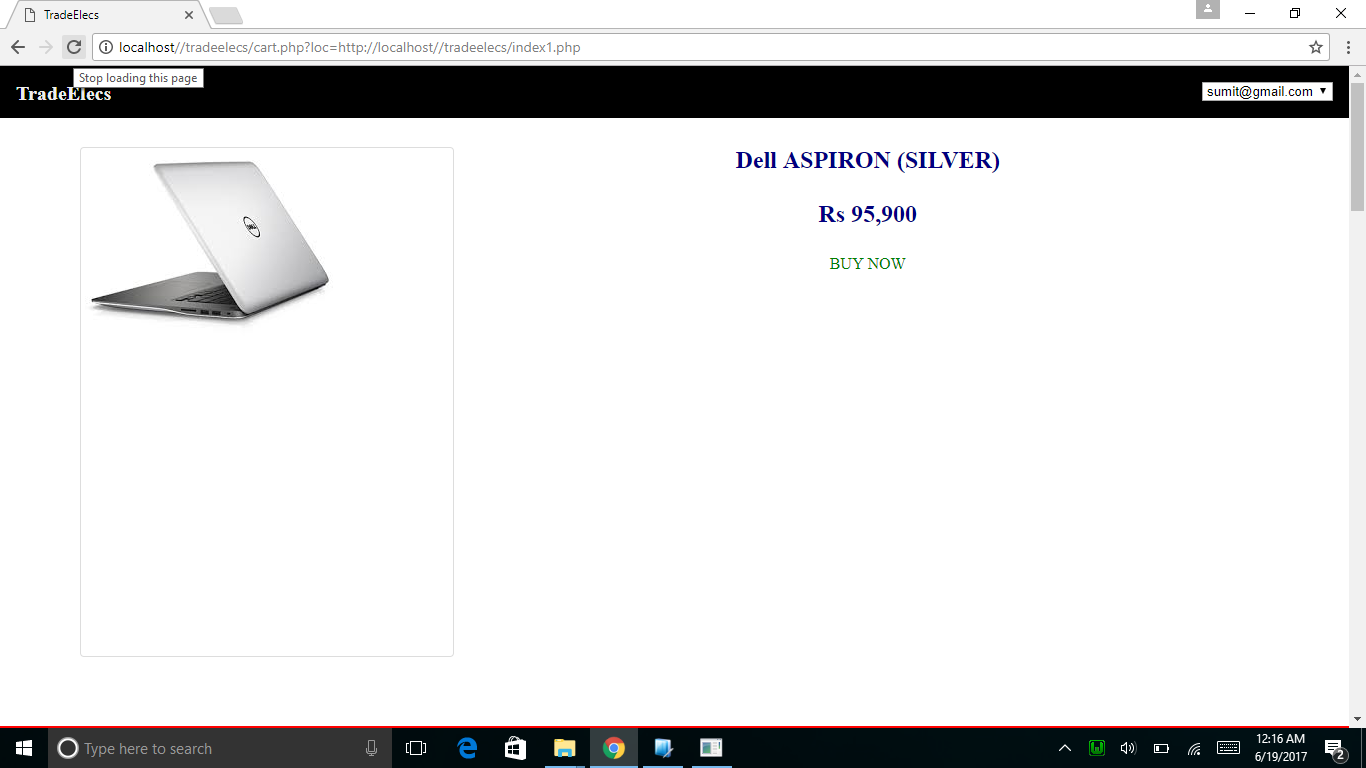 TradeElecs
localhost//tradeelecs/cart.php?loc=http://localhost//tradeelecs/index1.php
Stop loading this page
TradeElecs
sumit@gmail.com
Dell ASPIRON (SILVER)
Rs 95,900
BUY NOW
DELL
Type here to search
12:16 AM
6/19/2017
2